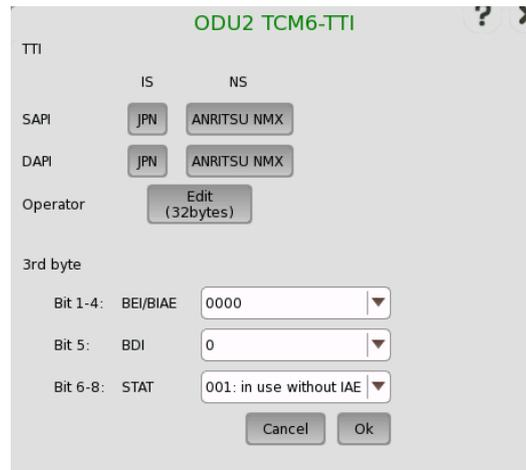 ODU2 TCM6-TTI ?
TTI
IS NS
SAPI JPN ANRITSU NMX
DAPI JPN ANRITSU NMX
Operator Edit
(32bytes)
3rd byte
Bit 1-4: BEI/BIAE 0000
Bit 5: BDI 0
Bit 6-8: STAT 001: in use without IAE
Cancel Ok